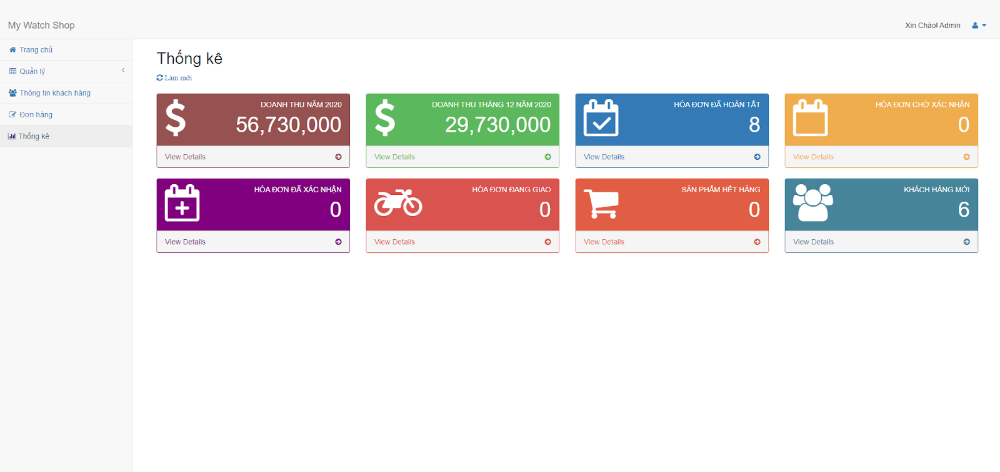 My Watch Shop
Xin Chào! Admin
Trang chủ
Quản lý
Thông tin khách hàng
Đơn hàng
Thống kê
Thống kê
Làm mới
DOANH THU NĂM 2020
56,730,000
View Details
DOANH THU THÁNG 12 NĂM 2020
29,730,000
View Details
HÓA ĐƠN ĐÃ HOÀN TẤT
8
View Details
HÓA ĐƠN CHỜ XÁC NHẬN
0
View Details
HÓA ĐƠN ĐÃ XÁC NHẬN
0
View Details
HÓA ĐƠN ĐANG GIAO
0
View Details
SẢN PHẨM HẾT HÀNG
0
View Details
KHÁCH HÀNG MỚI
6
View Details